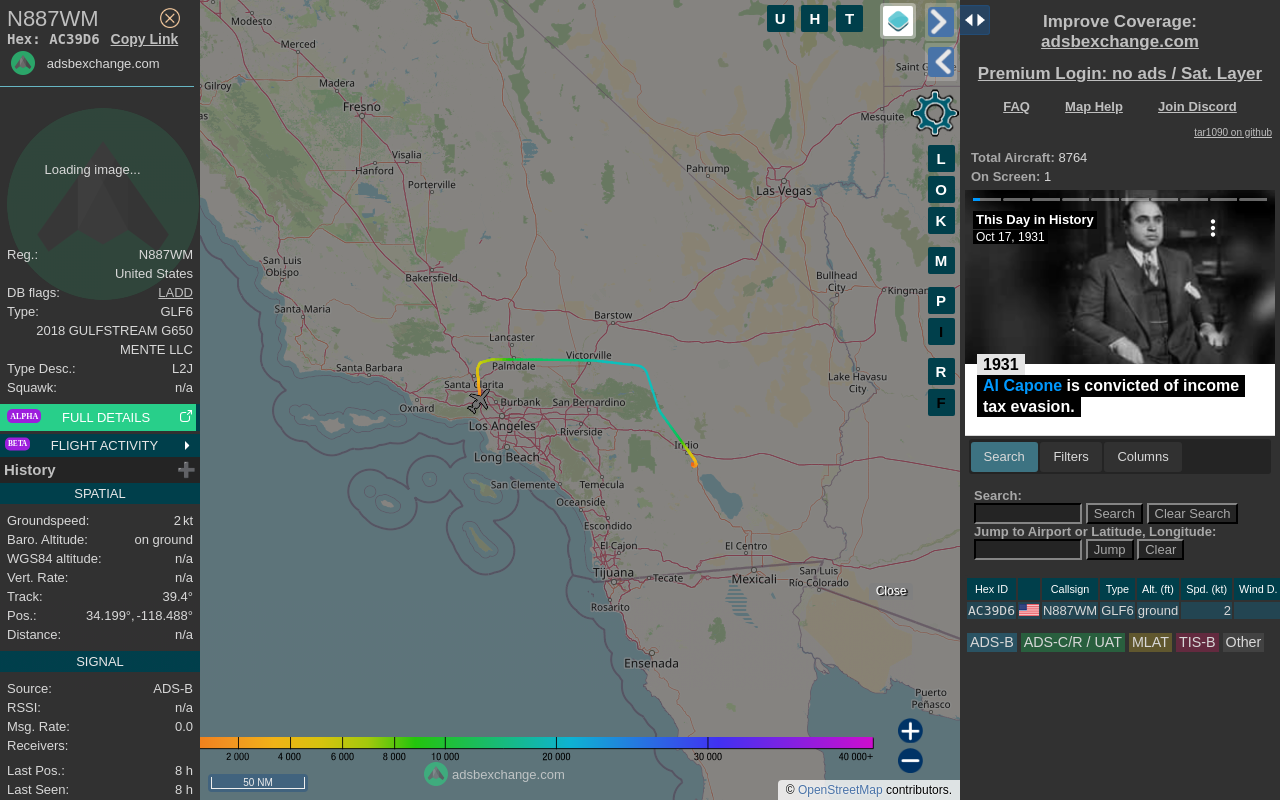 N887WM
Hex: AC39D6 Copy Link
adsbexchange.com
Loading image...
Reg.: N887WM
United States
DB flags: LADD
Type: GLF6
2018 GULFSTREAM G650
MENTE LLC
Type Desc.: L2J
Squawk: n/a
ALPHA FULL DETAILS
BETA FLIGHT ACTIVITY
History
SPATIAL
Groundspeed: 2 kt
Baro. Altitude: on ground
WGS84 altitude: n/a
Vert. Rate: n/a
Track: 39.4°
Pos.: 34.199°, -118.488°
Distance: n/a
SIGNAL
Source: ADS-B
RSSI: n/a
Msg. Rate: 0.0
Receivers:
Last Pos.: 8 h
Last Seen: 8 h
U H T
L
O
K
M
P
I
R
F
Modesto
Merced
Gilroy
Madera
Fresno
Visalia
Hanford
Porterville
Saint G
Mesquite
Pahrump
Las Vegas
San Luis
Obispo
Bakersfield
Santa Maria
Bullhead
City
Kingman
Barstow
Lancaster
Palmdale
Victorville
Santa Barbara
Santa Clarita
Lake Havasu
City
Oxnard
Burbank
San Bernardino
Los Angeles
Riverside
Indio
Long Beach
San Clemente
Temecula
Oceanside
Escondido
El Cajon
El Centro
Tijuana
Tecate
Mexicali
San Luis
Río Colorado
Rosarito
Ensenada
Puerto
Peñasco
Close
2 000 4 000 6 000 8 000 10 000 20 000 30 000 40 000+
50 NM
adsbexchange.com
© OpenStreetMap contributors.
Improve Coverage:
adsbexchange.com
Premium Login: no ads / Sat. Layer
FAQ Map Help Join Discord
tar1090 on github
Total Aircraft: 8764
On Screen: 1
This Day in History
Oct 17, 1931
1931
Al Capone is convicted of income
tax evasion.
Search Filters Columns
Search:
Search Clear Search
Jump to Airport or Latitude, Longitude:
Jump Clear
Hex ID Callsign Type Alt. (ft) Spd. (kt) Wind D.
AC39D6 N887WM GLF6 ground 2
ADS-B ADS-C/R / UAT MLAT TIS-B Other